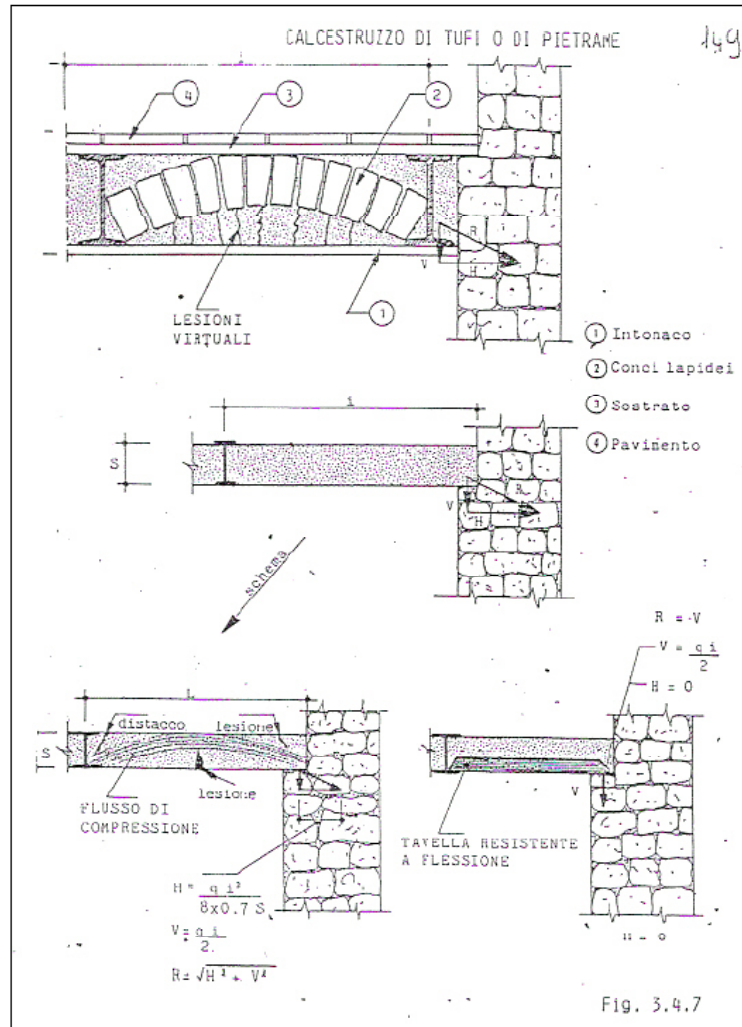 CALCESTRUZZO DI TUFI O DI PIETRAME
149
4
3
2
R
V
H
LESIONI
VIRTUALI
1
1 Intonaco
2 Conci lapidei
3 Sostrato
4 Pavimento
i
S
R
V
H
schema
R = V
V = q i / 2
H = 0
L
distacco
lesione
S
lesione
FLUSSO DI
COMPRESSIONE
V
TAVELLA RESISTENTE
A FLESSIONE
H = q i² / 8x0.7 S
V = q i / 2
R = √H² + V²
H = 0
Fig. 3.4.7